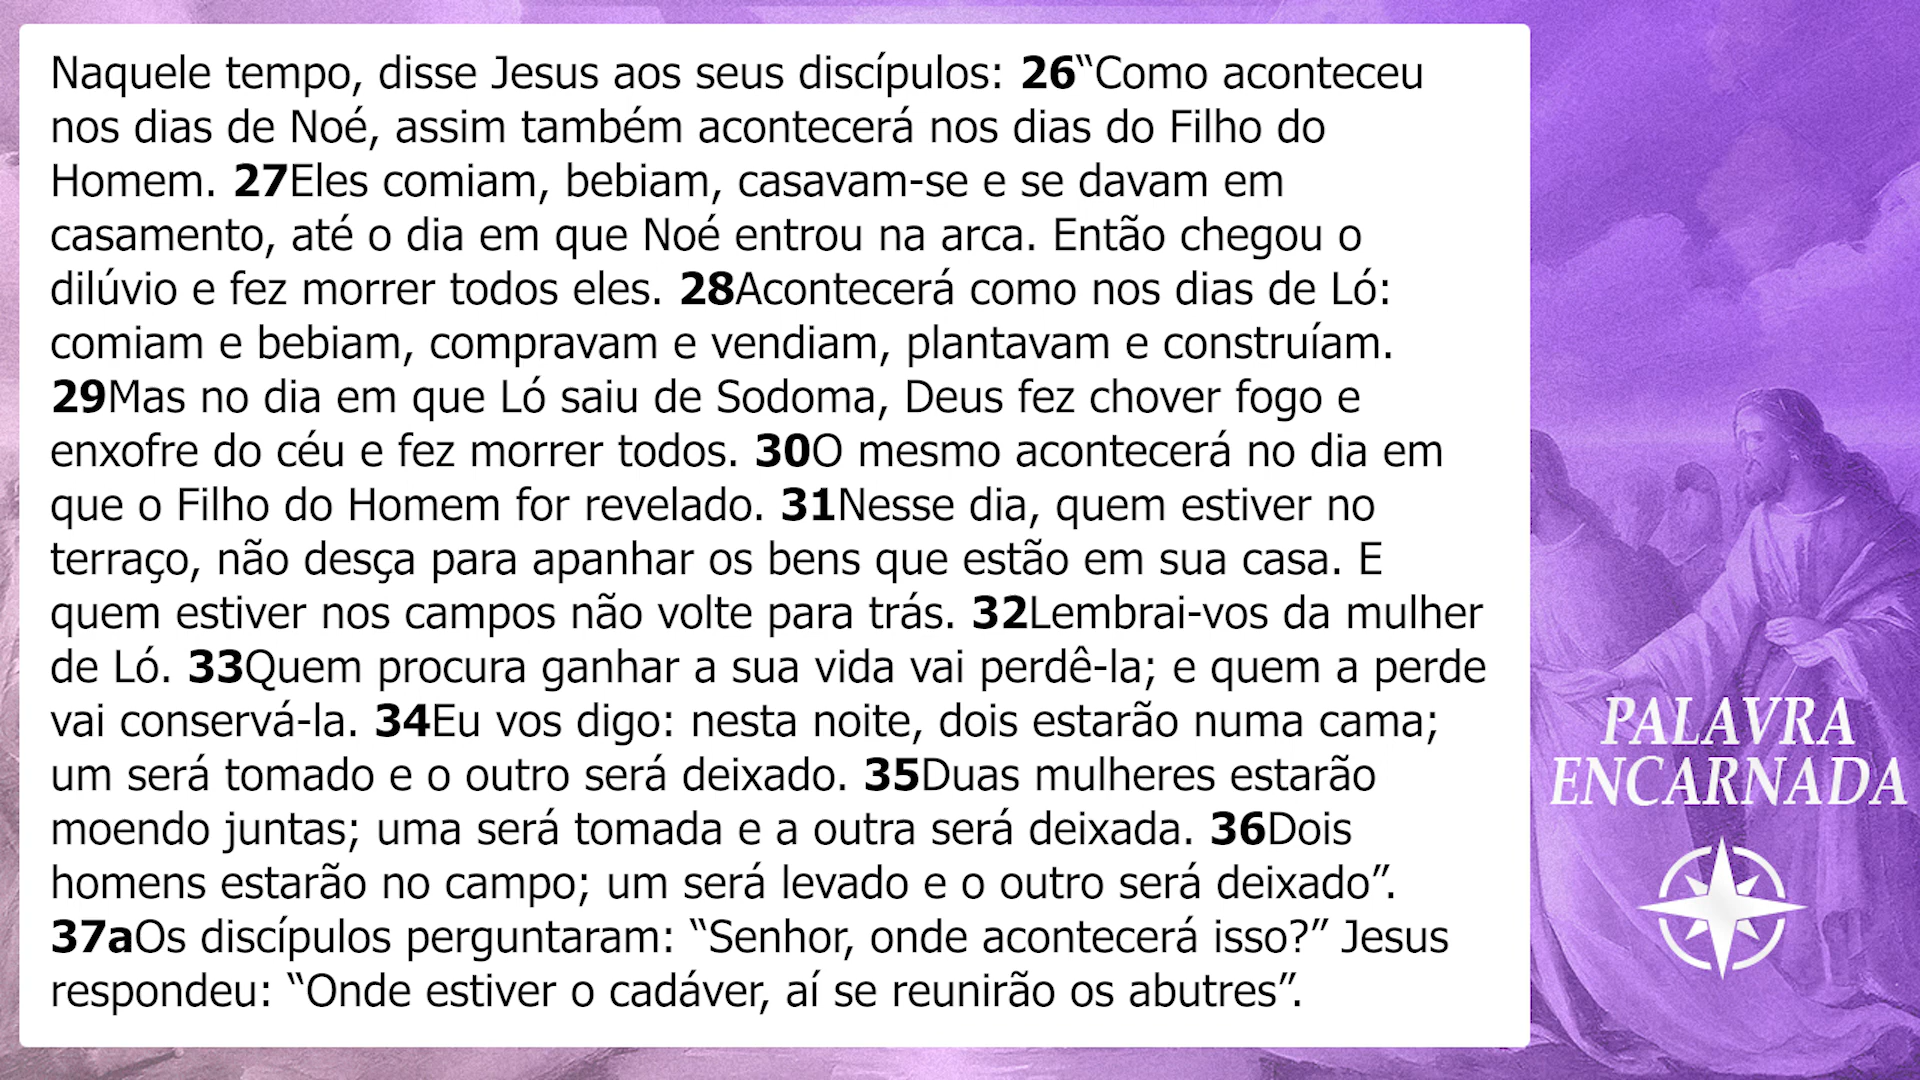 Naquele tempo, disse Jesus aos seus discípulos: 26“Como aconteceu
nos dias de Noé, assim também acontecerá nos dias do Filho do
Homem. 27Eles comiam, bebiam, casavam-se e se davam em
casamento, até o dia em que Noé entrou na arca. Então chegou o
dilúvio e fez morrer todos eles. 28Acontecerá como nos dias de Ló:
comiam e bebiam, compravam e vendiam, plantavam e construíam.
29Mas no dia em que Ló saiu de Sodoma, Deus fez chover fogo e
enxofre do céu e fez morrer todos. 30O mesmo acontecerá no dia em
que o Filho do Homem for revelado. 31Nesse dia, quem estiver no
terraço, não desça para apanhar os bens que estão em sua casa. E
quem estiver nos campos não volte para trás. 32Lembrai-vos da mulher
de Ló. 33Quem procura ganhar a sua vida vai perdê-la; e quem a perde
vai conservá-la. 34Eu vos digo: nesta noite, dois estarão numa cama;
um será tomado e o outro será deixado. 35Duas mulheres estarão
moendo juntas; uma será tomada e a outra será deixada. 36Dois
homens estarão no campo; um será levado e o outro será deixado”.
37aOs discípulos perguntaram: “Senhor, onde acontecerá isso?” Jesus
respondeu: “Onde estiver o cadáver, aí se reunirão os abutres”.
PALAVRA
ENCARNADA